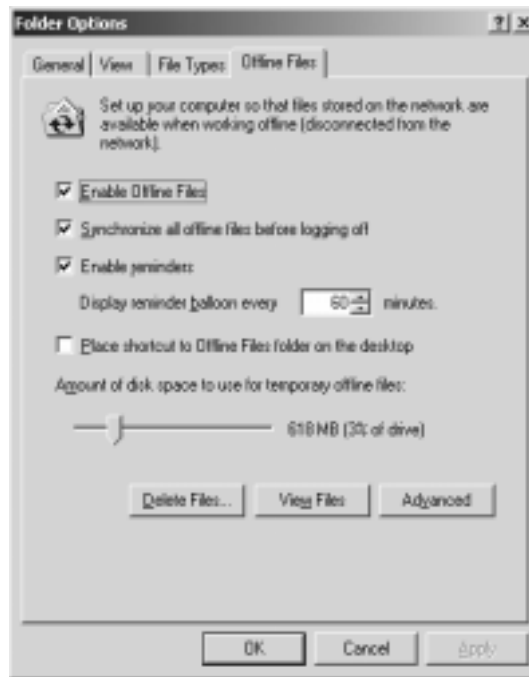 Folder Options
General View File Types Offline Files
Set up your computer so that files stored on the network are
available when working offline (disconnected from the
network).
Enable Offline Files
Synchronize all offline files before logging off
Enable reminders
Display reminder balloon every 60 minutes.
Place shortcut to Offline Files folder on the desktop
Amount of disk space to use for temporary offline files:
618 MB (3% of drive)
Delete Files... View Files Advanced
OK Cancel Apply